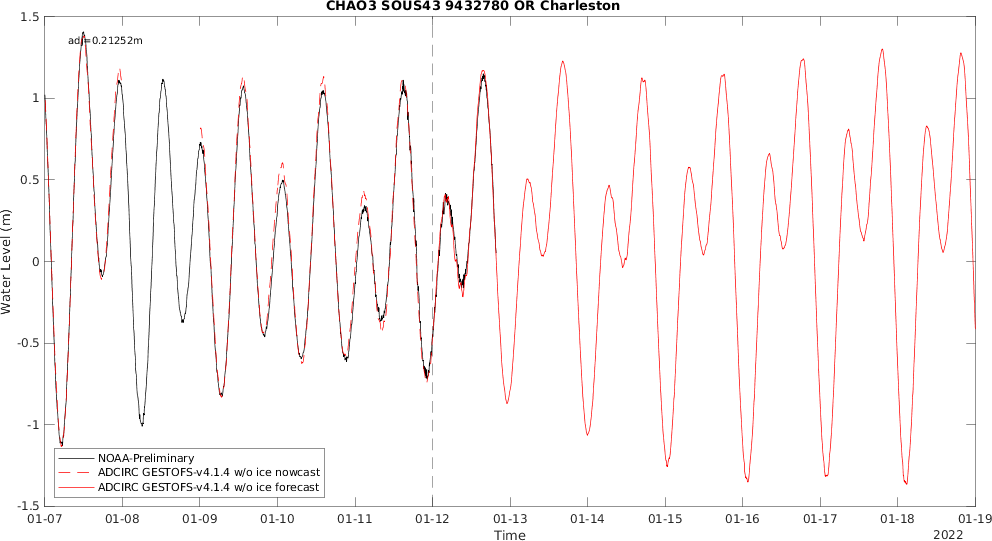 CHAO3 SOUS43 9432780 OR Charleston
adj=0.21252m
1.5
1
0.5
0
-0.5
-1
-1.5
Water Level (m)
NOAA-Preliminary
ADCIRC GESTOFS-v4.1.4 w/o ice nowcast
ADCIRC GESTOFS-v4.1.4 w/o ice forecast
01-07 01-08 01-09 01-10 01-11 01-12 01-13 01-14 01-15 01-16 01-17 01-18 01-19
Time
2022